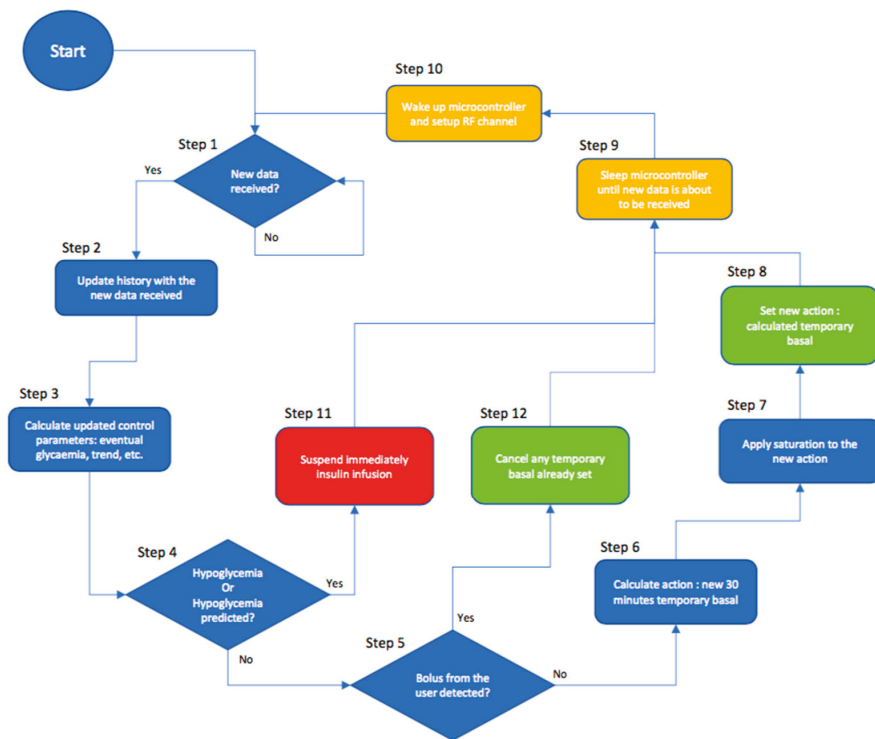 Start
Step 10
Wake up microcontroller
and setup RF channel
Step 1
New data
received?
Yes
No
Step 9
Sleep microcontroller
until new data is about
to be received
Step 2
Update history with the
new data received
Step 8
Set new action :
calculated temporary
basal
Step 3
Calculate updated control
parameters: eventual
glycaemia, trend, etc.
Step 11
Suspend immediately
insulin infusion
Step 12
Cancel any temporary
basal already set
Step 7
Apply saturation to the
new action
Step 4
Hypoglycemia
Or
Hypoglycemia
predicted?
Yes
No
Step 6
Calculate action : new 30
minutes temporary basal
Step 5
Bolus from the
user detected?
Yes
No